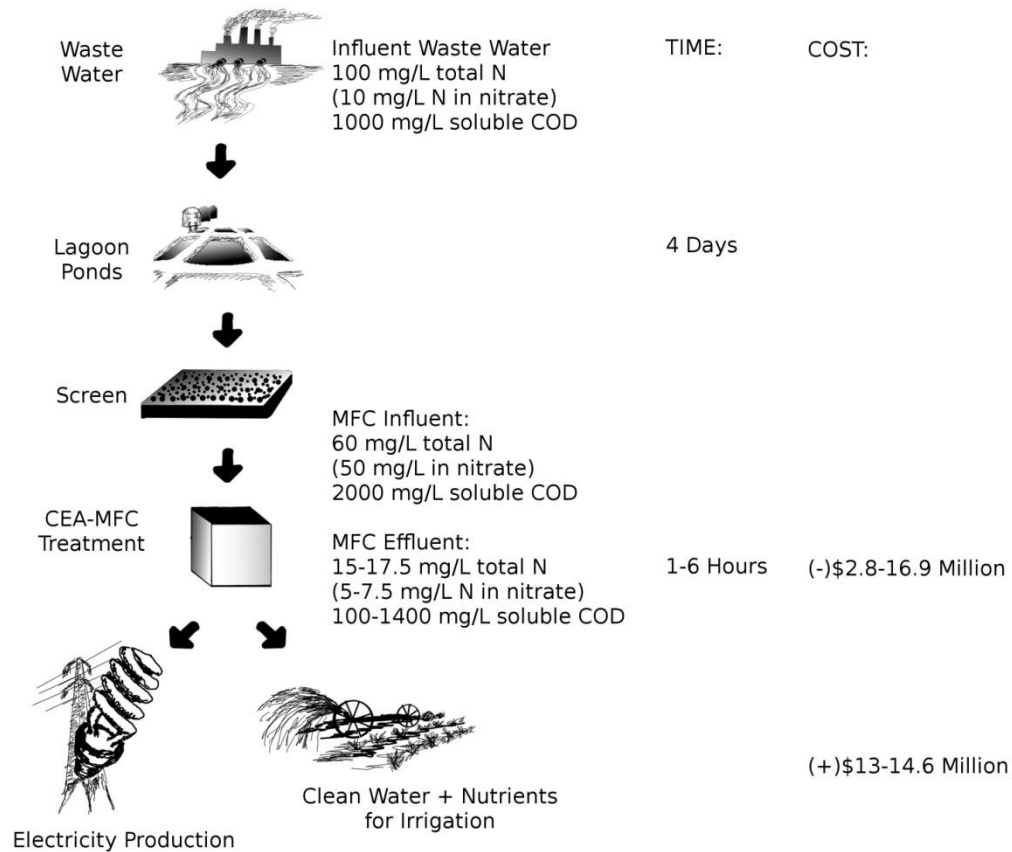 Waste
Water
Influent Waste Water
100 mg/L total N
(10 mg/L N in nitrate)
1000 mg/L soluble COD
TIME:
COST:
Lagoon
Ponds
4 Days
Screen
MFC Influent:
60 mg/L total N
(50 mg/L in nitrate)
2000 mg/L soluble COD
CEA-MFC
Treatment
MFC Effluent:
15-17.5 mg/L total N
(5-7.5 mg/L N in nitrate)
100-1400 mg/L soluble COD
1-6 Hours
(-)$2.8-16.9 Million
(+)$13-14.6 Million
Clean Water + Nutrients
for Irrigation
Electricity Production